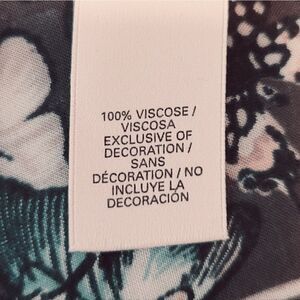 100% VISCOSE /
VISCOSA
EXCLUSIVE OF
DECORATION /
SANS
DÉCORATION / NO
INCLUYE LA
DECORACIÓN